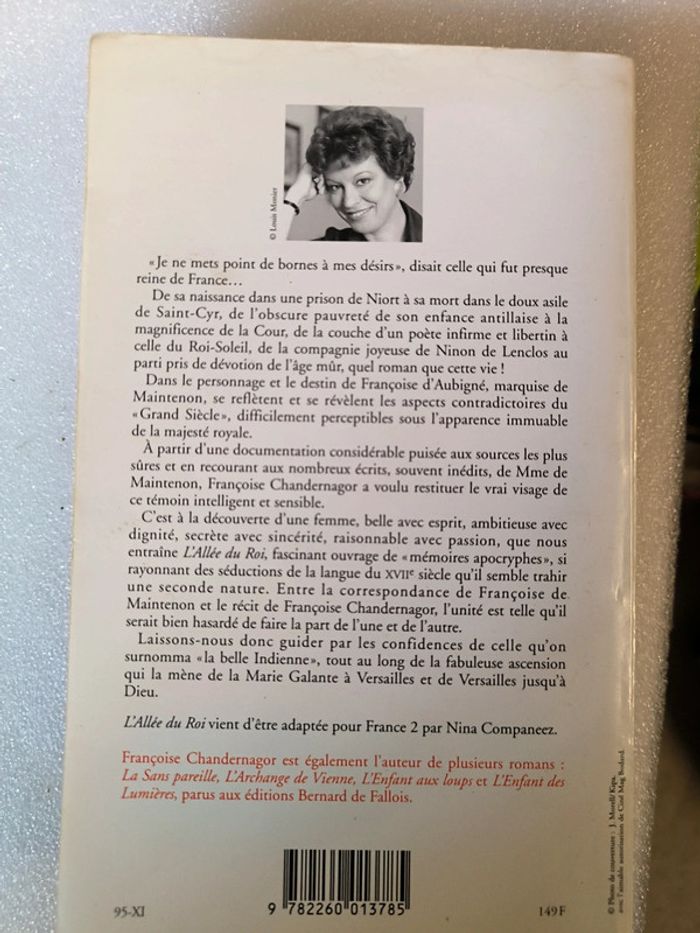 © Louis Monier
«Je ne mets point de bornes à mes désirs», disait celle qui fut presque
reine de France…
De sa naissance dans une prison de Niort à sa mort dans le doux asile
de Saint-Cyr, de l'obscure pauvreté de son enfance antillaise à la
magnificence de la Cour, de la couche d'un poète infirme et libertin à
celle du Roi-Soleil, de la compagnie joyeuse de Ninon de Lenclos au
parti pris de dévotion de l'âge mûr, quel roman que cette vie !
Dans le personnage et le destin de Françoise d'Aubigné, marquise de
Maintenon, se reflètent et se révèlent les aspects contradictoires du
«Grand Siècle», difficilement perceptibles sous l'apparence immuable
de la majesté royale.
À partir d'une documentation considérable puisée aux sources les plus
sûres et en recourant aux nombreux écrits, souvent inédits, de Mme de
Maintenon, Françoise Chandernagor a voulu restituer le vrai visage de
ce témoin intelligent et sensible.
C'est à la découverte d'une femme, belle avec esprit, ambitieuse avec
dignité, secrète avec sincérité, raisonnable avec passion, que nous
entraîne L'Allée du Roi, fascinant ouvrage de «mémoires apocryphes», si
rayonnant des séductions de la langue du XVIIe siècle qu'il semble trahir
une seconde nature. Entre la correspondance de Françoise de
Maintenon et le récit de Françoise Chandernagor, l'unité est telle qu'il
serait bien hasardé de faire la part de l'une et de l'autre.
Laissons-nous donc guider par les confidences de celle qu'on
surnomma «la belle Indienne», tout au long de la fabuleuse ascension
qui la mène de la Marie Galante à Versailles et de Versailles jusqu'à
Dieu.
L'Allée du Roi vient d'être adaptée pour France 2 par Nina Companeez.
Françoise Chandernagor est également l'auteur de plusieurs romans :
La Sans pareille, L'Archange de Vienne, L'Enfant aux loups et L'Enfant des
Lumières, parus aux éditions Bernard de Fallois.
© Photo de couverture : J. Morell/Kipa,
avec l'aimable autorisation de Ciné Mag Bodard.
95-XI
9 782260 013785
149F